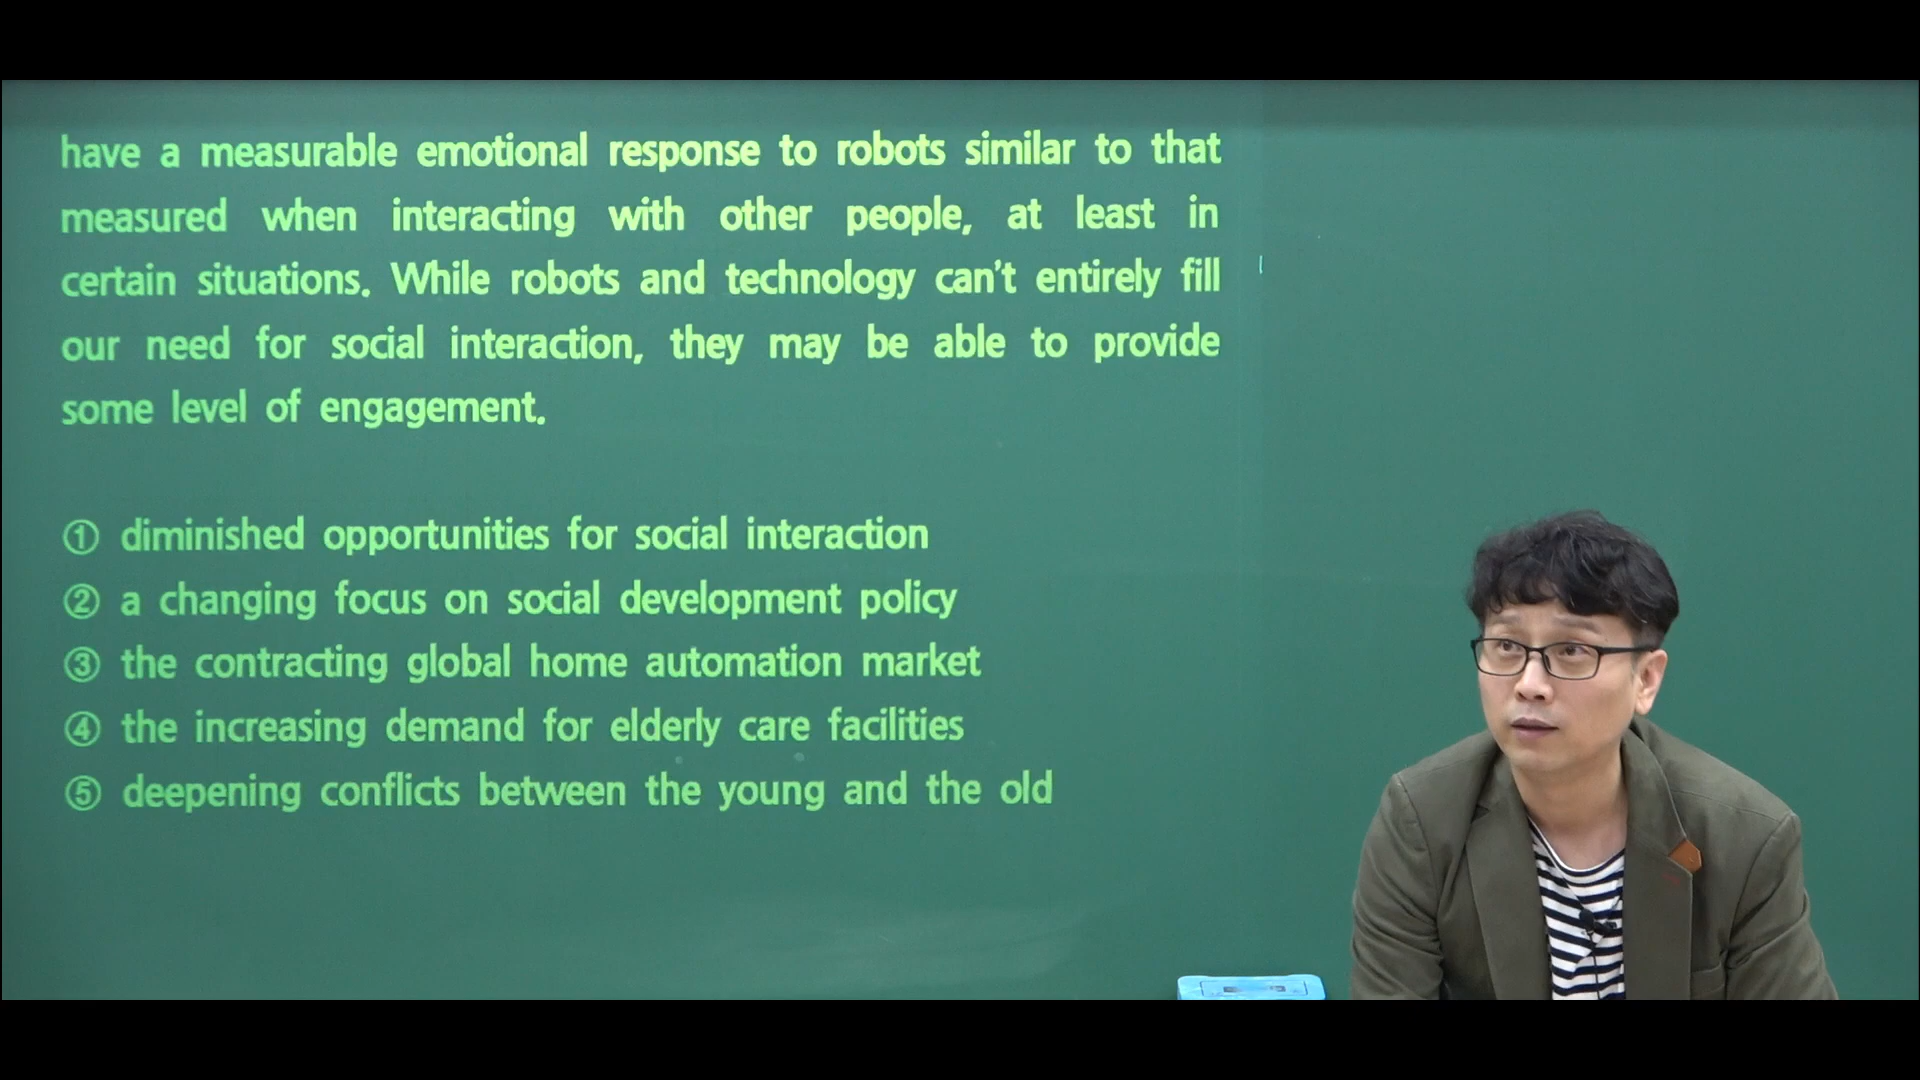 have a measurable emotional response to robots similar to that
measured when interacting with other people, at least in
certain situations. While robots and technology can't entirely fill
our need for social interaction, they may be able to provide
some level of engagement.
① diminished opportunities for social interaction
② a changing focus on social development policy
③ the contracting global home automation market
④ the increasing demand for elderly care facilities
⑤ deepening conflicts between the young and the old